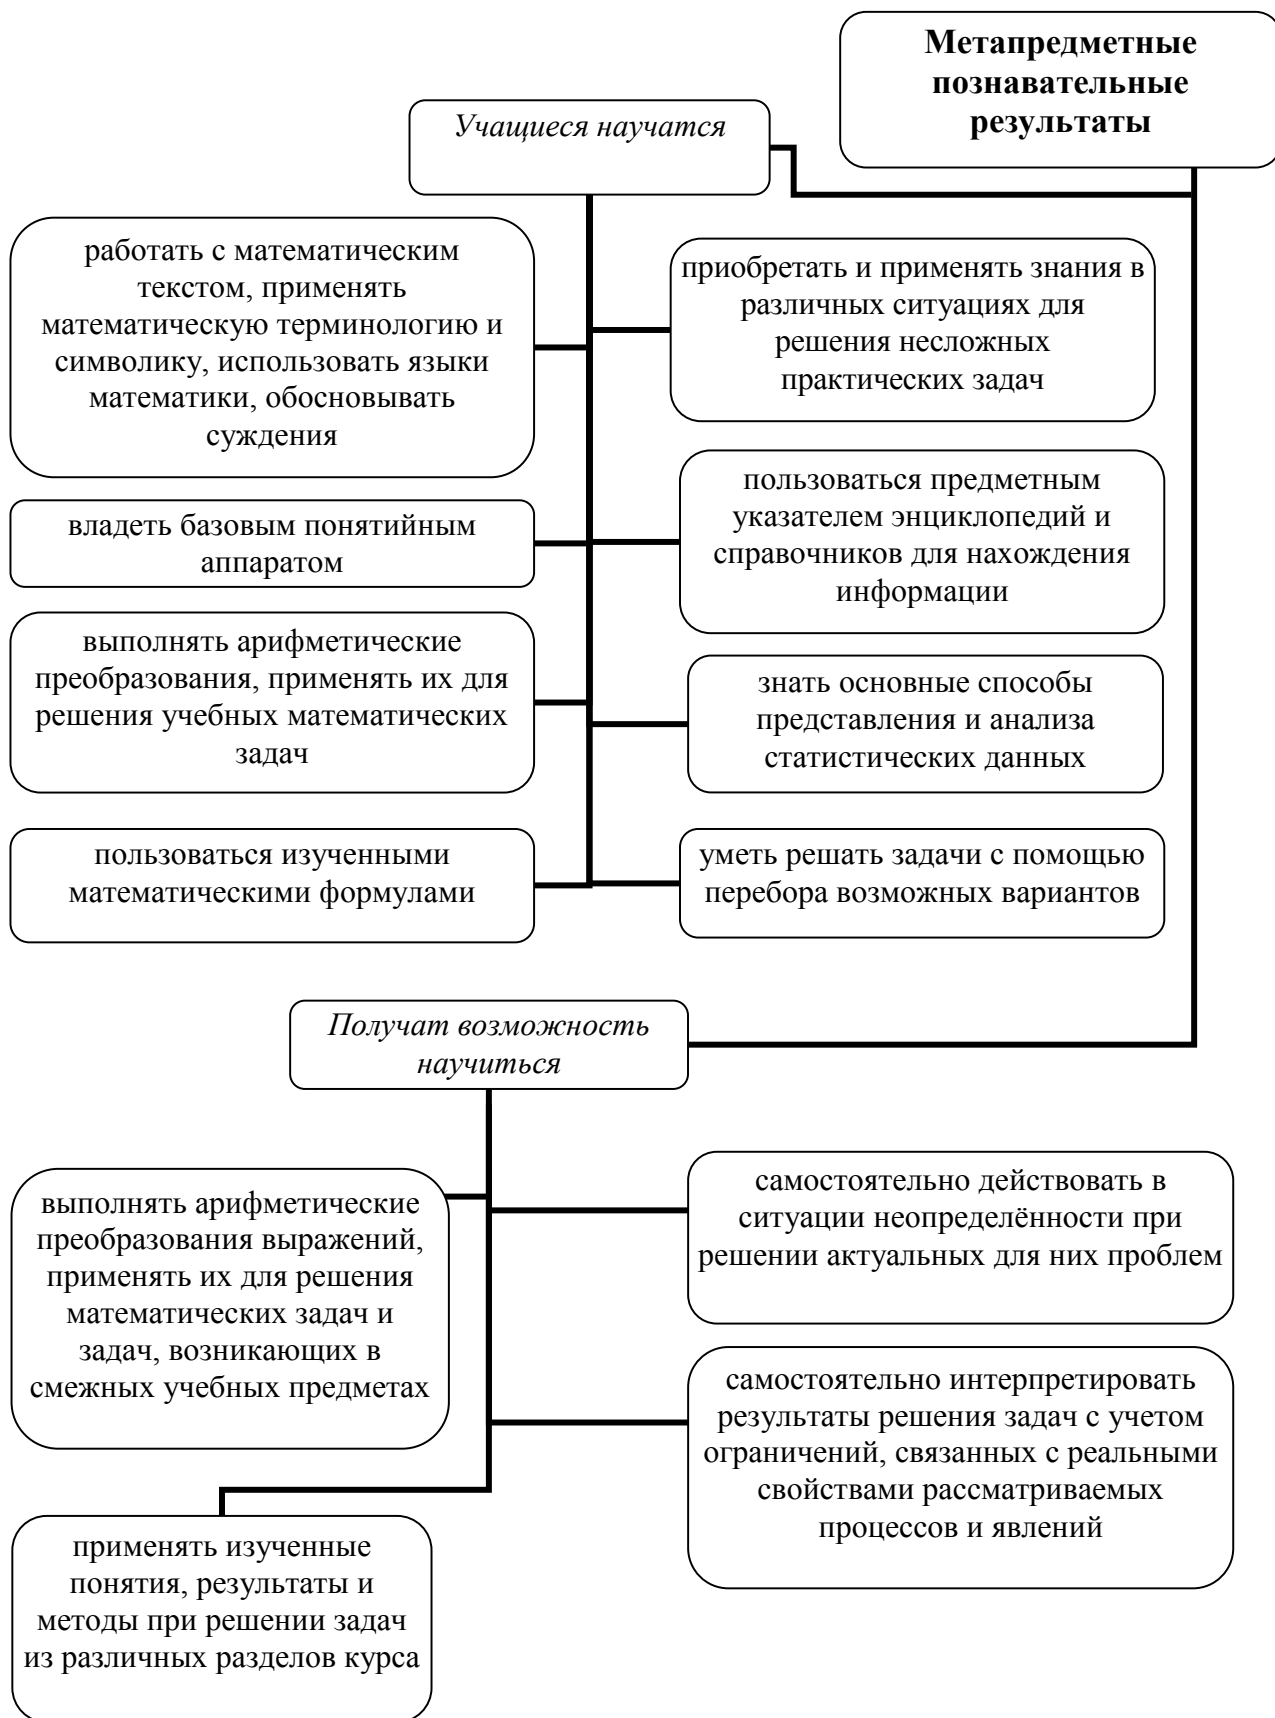 Метапредметные
познавательные
результаты
Учащиеся научатся
работать с математическим
текстом, применять
математическую терминологию и
символику, использовать языки
математики, обосновывать
суждения
приобретать и применять знания в
различных ситуациях для
решения несложных
практических задач
владеть базовым понятийным
аппаратом
пользоваться предметным
указателем энциклопедий и
справочников для нахождения
информации
выполнять арифметические
преобразования, применять их для
решения учебных математических
задач
знать основные способы
представления и анализа
статистических данных
пользоваться изученными
математическими формулами
уметь решать задачи с помощью
перебора возможных вариантов
Получат возможность
научиться
выполнять арифметические
преобразования выражений,
применять их для решения
математических задач и
задач, возникающих в
смежных учебных предметах
самостоятельно действовать в
ситуации неопределённости при
решении актуальных для них проблем
самостоятельно интерпретировать
результаты решения задач с учетом
ограничений, связанных с реальными
свойствами рассматриваемых
процессов и явлений
применять изученные
понятия, результаты и
методы при решении задач
из различных разделов курса